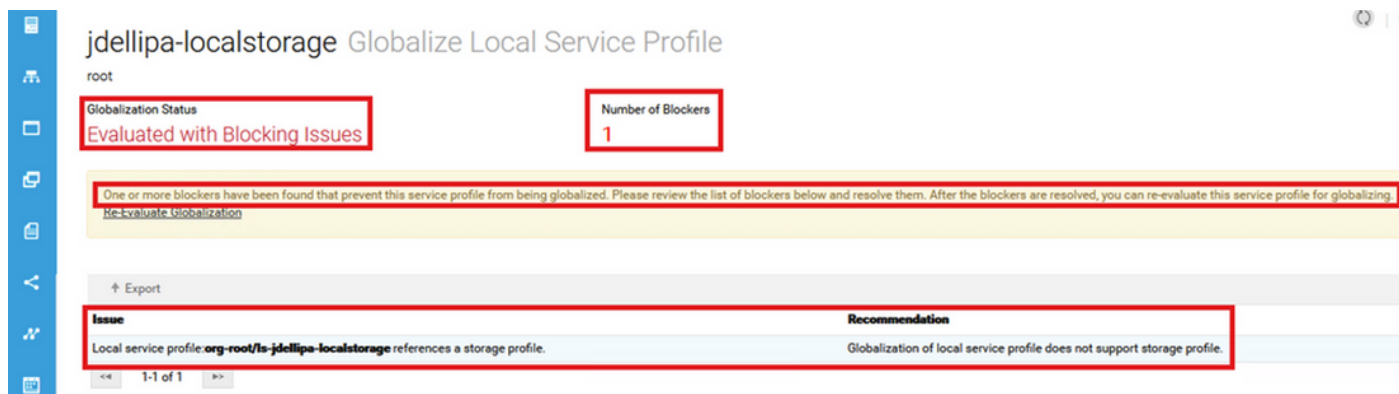 jdellipa-localstorage Globalize Local Service Profile
root
Globalization Status
Number of Blockers
Evaluated with Blocking Issues
1
One or more blockers have been found that prevent this service profile from being globalized. Please review the list of blockers below and resolve them. After the blockers are resolved, you can re-evaluate this service profile for globalizing.
Re-Evaluate Globalization
Export
Issue
Recommendation
Local service profile:org-root/ls-jdellipa-localstorage references a storage profile.
Globalization of local service profile does not support storage profile.
1-1 of 1